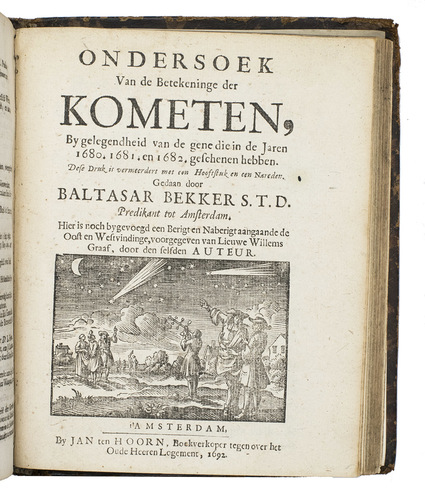 ONDERSOEK
Van de Betekeninge der
KOMETEN,
By gelegendheid van de gene die in de Jaren
1680. 1681, en 1682, geschenen hebben.
Dese Druk is vermeerdert met een Hooftstuk en een Nareden.
Gedaan door
BALTASAR BEKKER S. T. D.
Predikant tot Amsterdam.
Hier is noch bygevoegd een Berigt en Naberigt aangaande de
Oost en Westvindinge, voorgegeven van Lieuwe Willems
Graaf, door den selfden AUTEUR.
t'AMSTERDAM,
By JAN ten HOORN, Boekverkoper tegen over het
Oude Heeren Logement, 1692.